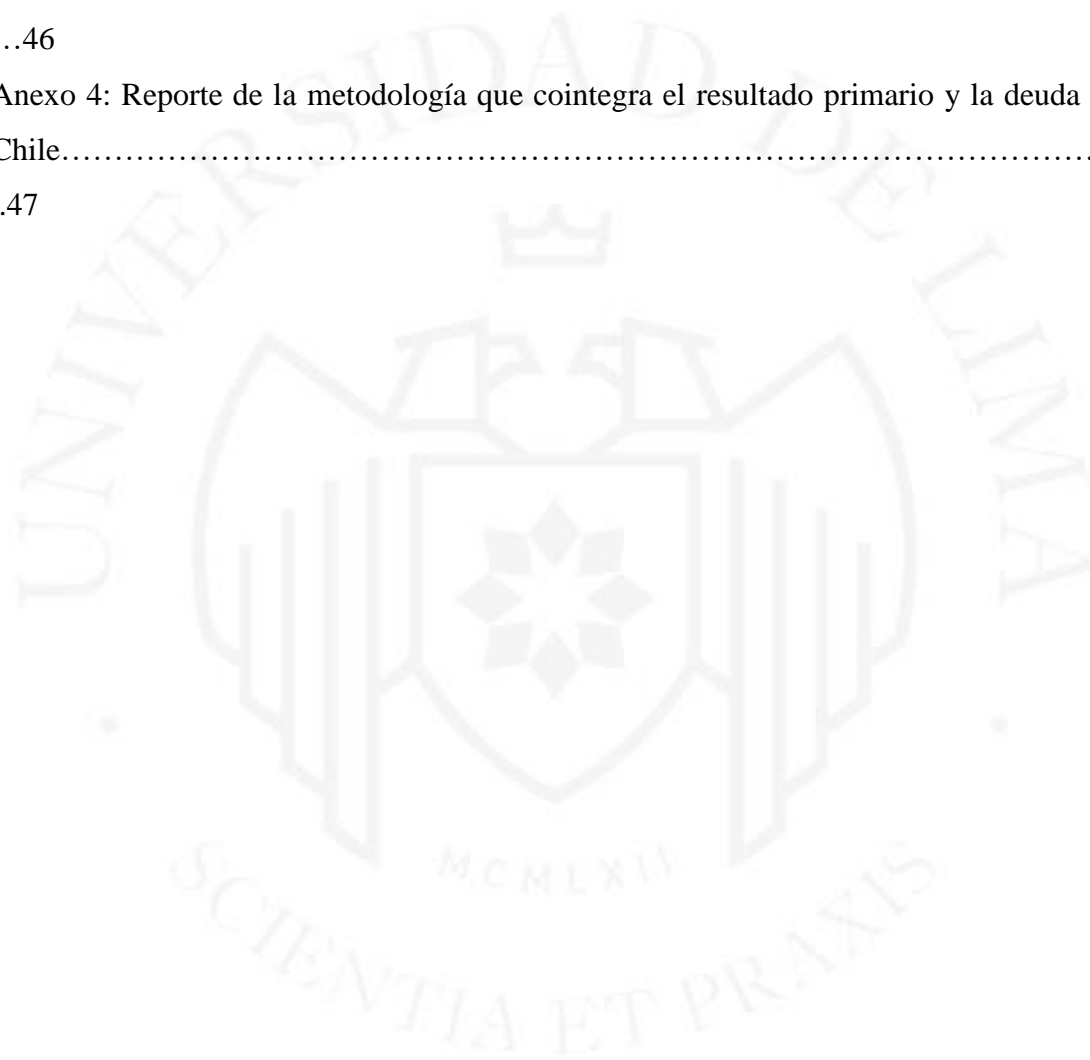 …46
Anexo 4: Reporte de la metodología que cointegra el resultado primario y la deuda
Chile……………………………………………………………………………………
.47
UNIVERSIDAD DE LIMA
MCMLXII
SCIENTIA ET PRAXIS